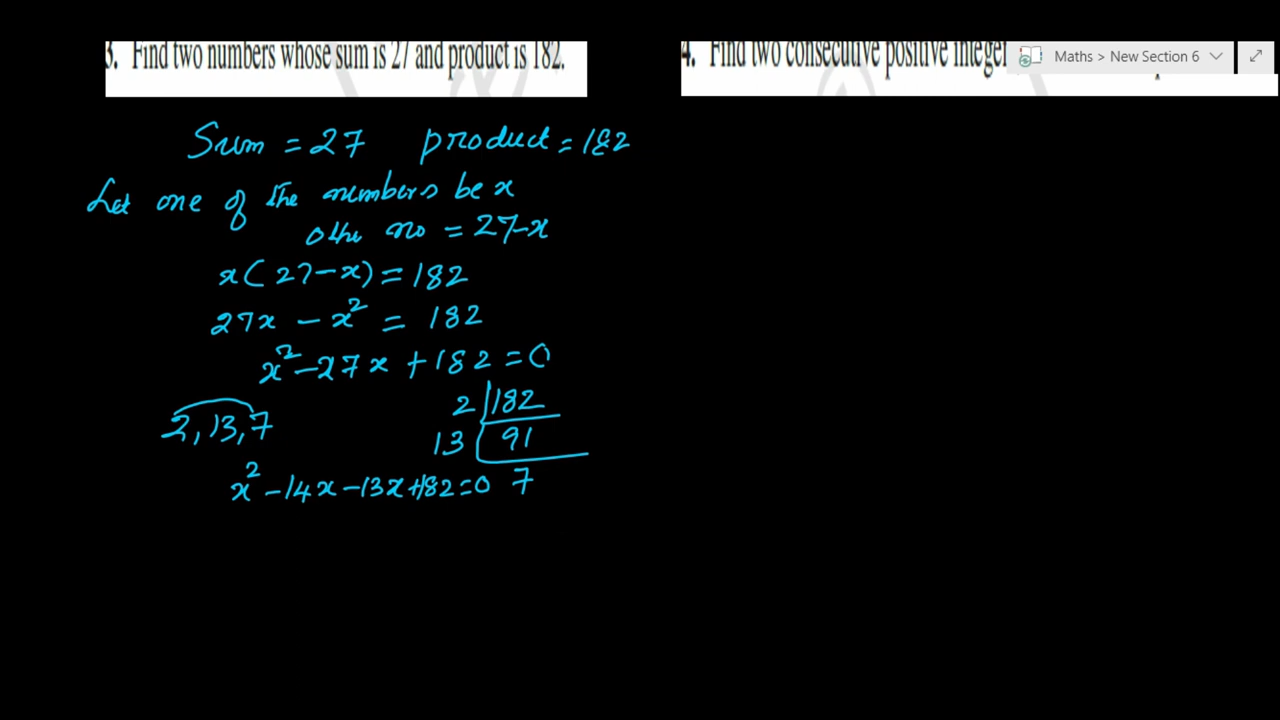 3. Find two numbers whose sum is 27 and product is 182.
4. Find two consecutive positive integer
Maths > New Section 6
Sum = 27 product = 182
Let one of the numbers be x
othe no = 27-x
x(27-x) = 182
27x - x² = 182
x² - 27x + 182 = 0
2 182
2, 13, 7
13 91
x² - 14x - 13x + 182 = 0 7